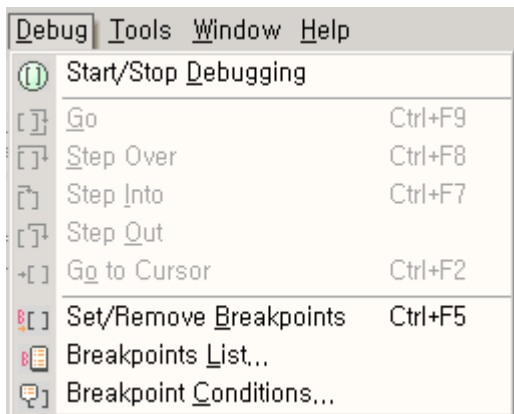 Debug Tools Window Help
Start/Stop Debugging
Go Ctrl+F9
Step Over Ctrl+F8
Step Into Ctrl+F7
Step Out
Go to Cursor Ctrl+F2
Set/Remove Breakpoints Ctrl+F5
Breakpoints List...
Breakpoint Conditions...